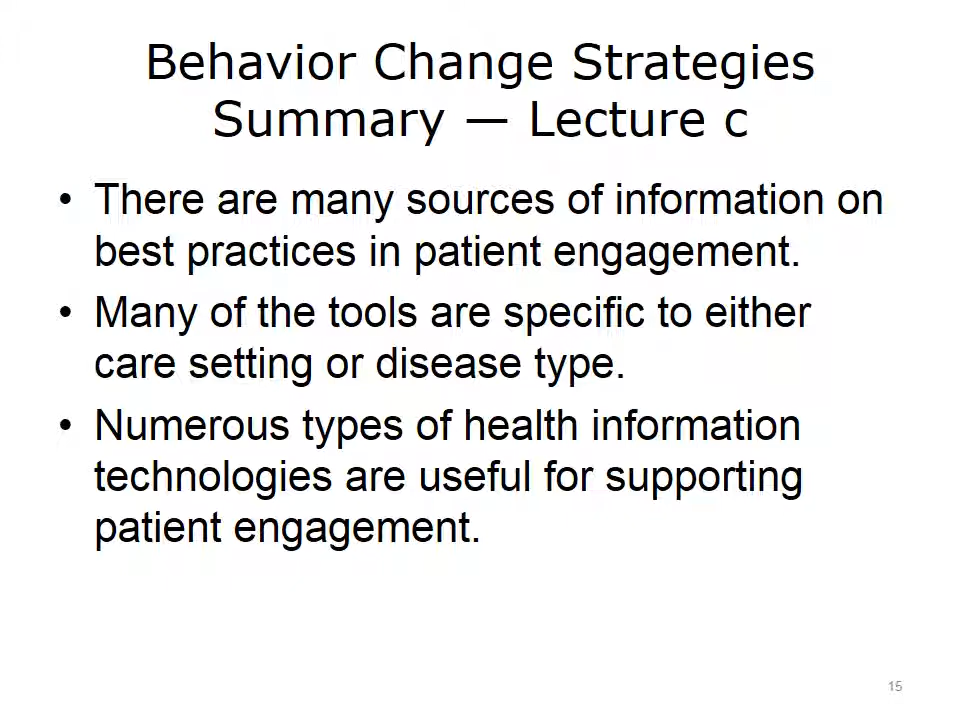 Behavior Change Strategies
Summary — Lecture c
• There are many sources of information on
best practices in patient engagement.
• Many of the tools are specific to either
care setting or disease type.
• Numerous types of health information
technologies are useful for supporting
patient engagement.
15